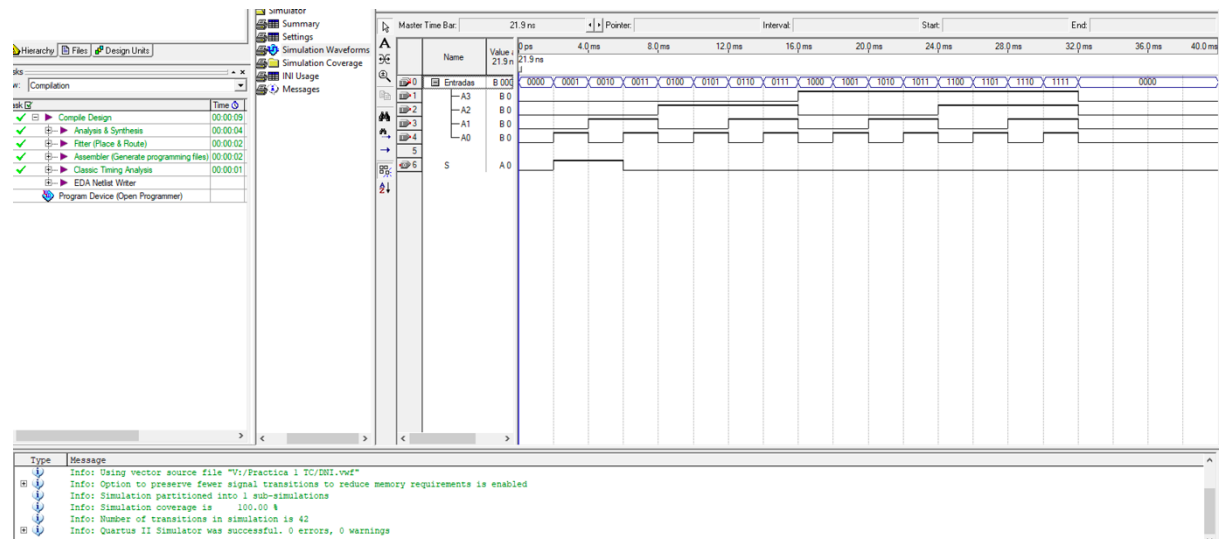 Simulator
Summary
Settings
Simulation Waveforms
Simulation Coverage
INI Usage
Messages
Hierarchy Files Design Units
Compilation
Time
Compile Design 00:00:09
Analysis & Synthesis 00:00:04
Fitter (Place & Route) 00:00:02
Assembler (Generate programming files) 00:00:02
Classic Timing Analysis 00:00:01
EDA Netlist Writer
Program Device (Open Programmer)
Master Time Bar: 21.9 ns Pointer: Interval: Start: End:
Name
Value
21.9 n
0 ps 4.0 ms 8.0 ms 12.0 ms 16.0 ms 20.0 ms 24.0 ms 28.0 ms 32.0 ms 36.0 ms 40.0 ms
21.9 ns
0 Entradas B 000 0000 0001 0010 0011 0100 0101 0110 0111 1000 1001 1010 1011 1100 1101 1110 1111 0000
1 A3 B 0
2 A2 B 0
3 A1 B 0
4 A0 B 0
5
6 S A 0
Type Message
Info: Using vector source file "V:/Practica 1 TC/DNI.vwf"
Info: Option to preserve fewer signal transitions to reduce memory requirements is enabled
Info: Simulation partitioned into 1 sub-simulations
Info: Simulation coverage is 100.00 %
Info: Number of transitions in simulation is 42
Info: Quartus II Simulator was successful. 0 errors, 0 warnings